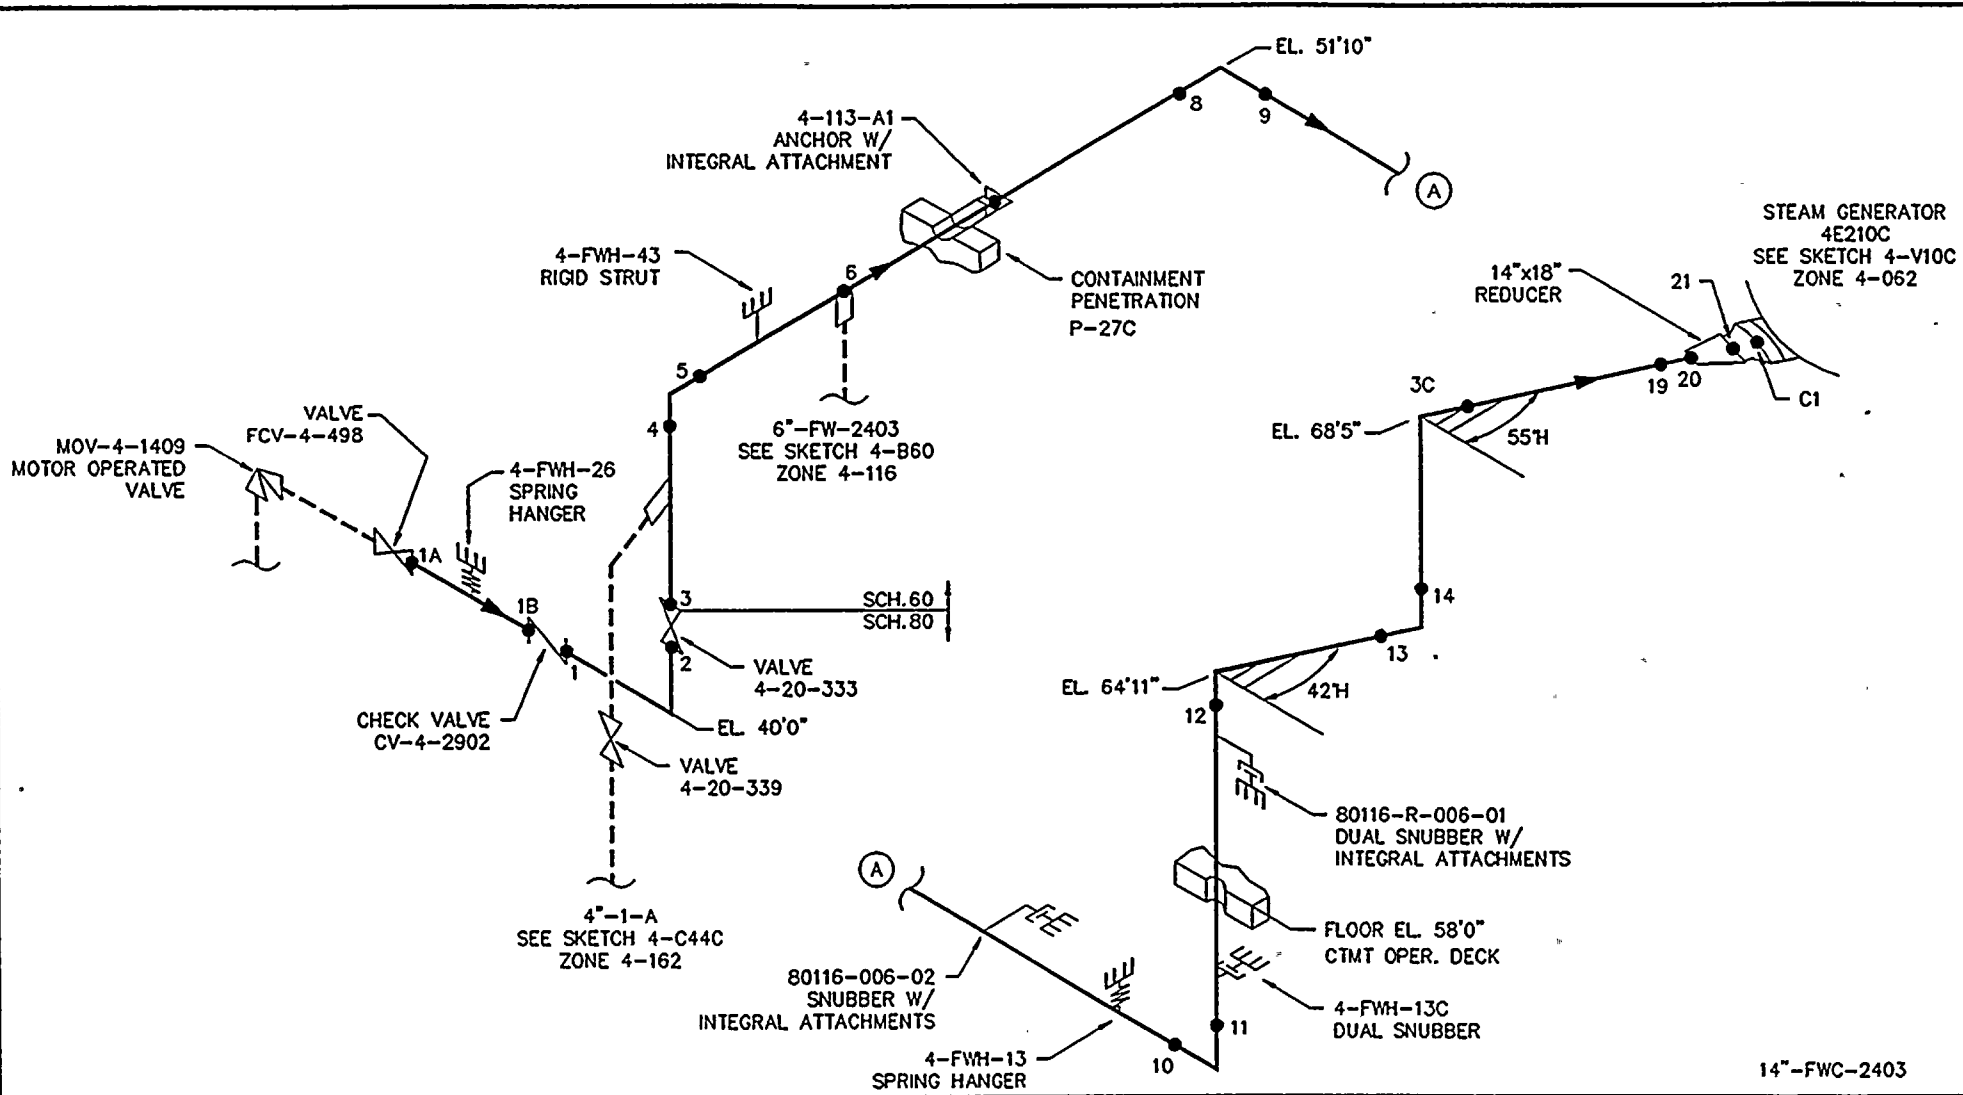 EL. 51'10"
8
9
A
4-113-A1
ANCHOR W/
INTEGRAL ATTACHMENT
4-FWH-43
RIGID STRUT
6
CONTAINMENT
PENETRATION
P-27C
5
4
6"-FW-2403
SEE SKETCH 4-B60
ZONE 4-116
STEAM GENERATOR
4E210C
SEE SKETCH 4-V10C
ZONE 4-062
14"x18"
REDUCER
21
19
20
C1
3C
EL. 68'5"
55°H
VALVE
FCV-4-498
MOV-4-1409
MOTOR OPERATED
VALVE
4-FWH-26
SPRING
HANGER
1A
1B
1
3
SCH.60
SCH.80
2
VALVE
4-20-333
CHECK VALVE
CV-4-2902
EL. 40'0"
VALVE
4-20-339
14
13
EL. 64'11"
42°H
12
80116-R-006-01
DUAL SNUBBER W/
INTEGRAL ATTACHMENTS
A
4"-1-A
SEE SKETCH 4-C44C
ZONE 4-162
FLOOR EL. 58'0"
CTMT OPER. DECK
80116-006-02
SNUBBER W/
INTEGRAL ATTACHMENTS
4-FWH-13C
DUAL SNUBBER
11
10
4-FWH-13
SPRING HANGER
14"-FWC-2403